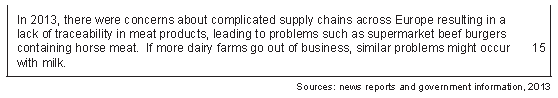 In 2013, there were concerns about complicated supply chains across Europe resulting in a
lack of traceability in meat products, leading to problems such as supermarket beef burgers
containing horse meat.  If more dairy farms go out of business, similar problems might occur 15
with milk.
Sources: news reports and government information, 2013